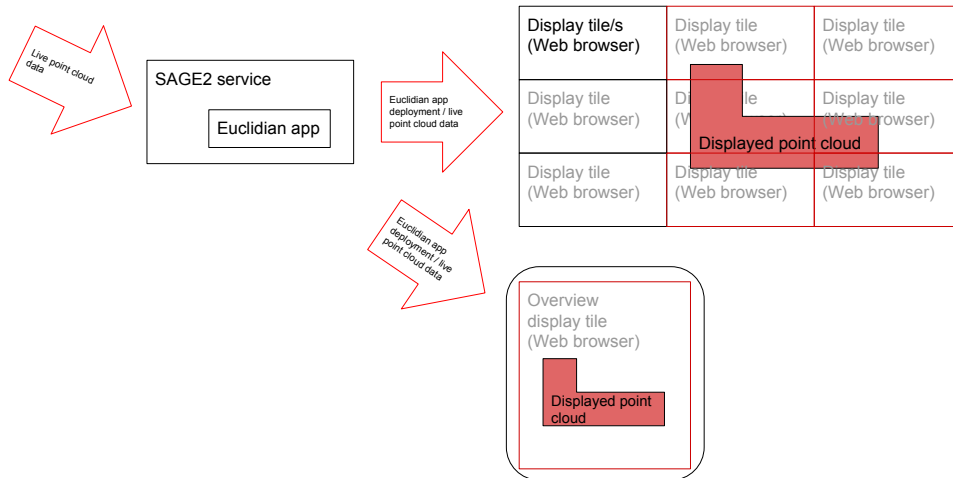 Live point cloud
data
SAGE2 service
Euclidian app
Euclidian app
deployment / live
point cloud data
Display tile/s
(Web browser)
Display tile
(Web browser)
Display tile
(Web browser)
Display tile
(Web browser)
Display tile
(Web browser)
Display tile
(Web browser)
Displayed point cloud
Display tile
(Web browser)
Display tile
(Web browser)
Display tile
(Web browser)
Euclidian app
deployment / live
point cloud data
Overview
display tile
(Web browser)
Displayed point
cloud